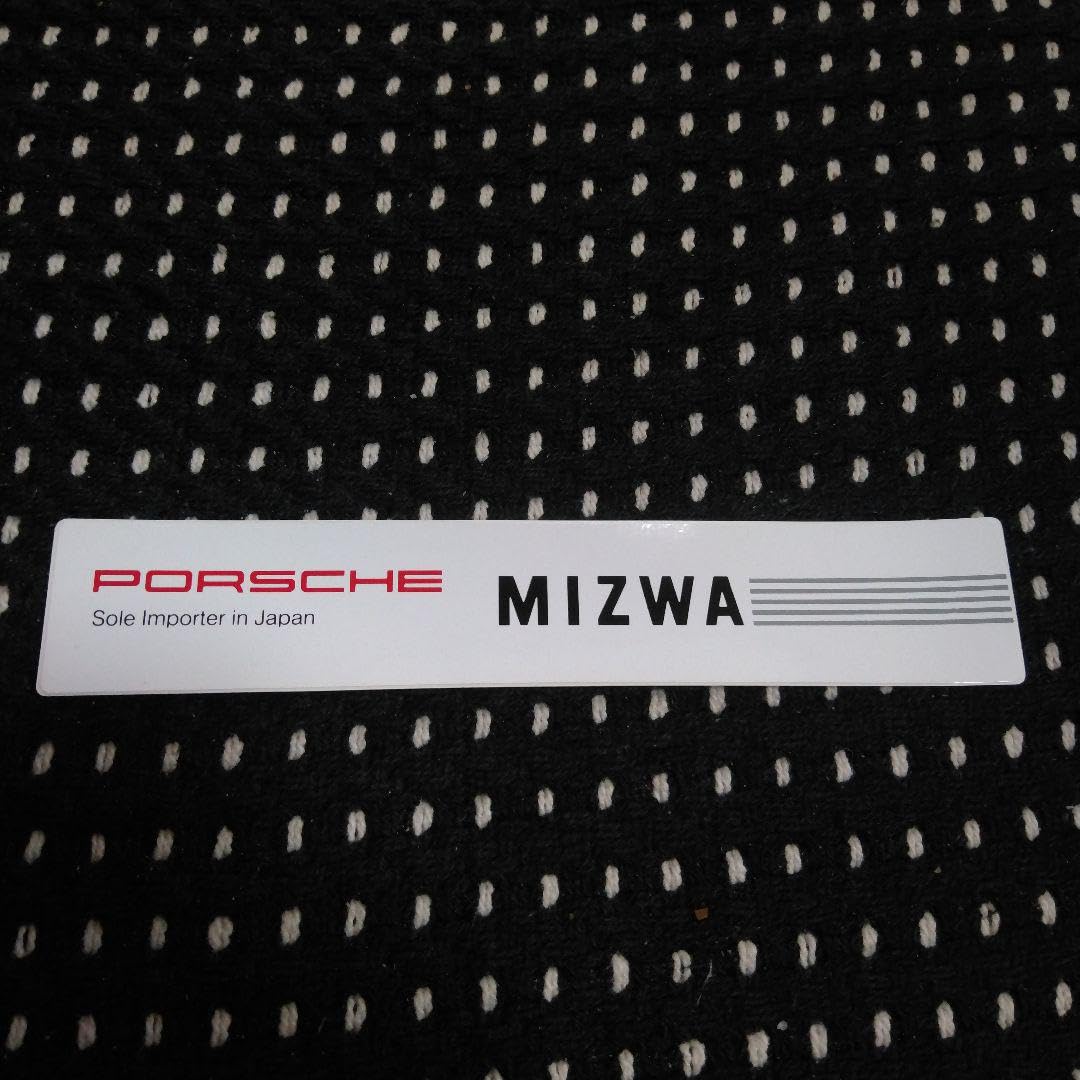 PORSCHE
Sole Importer in Japan
MIZWA